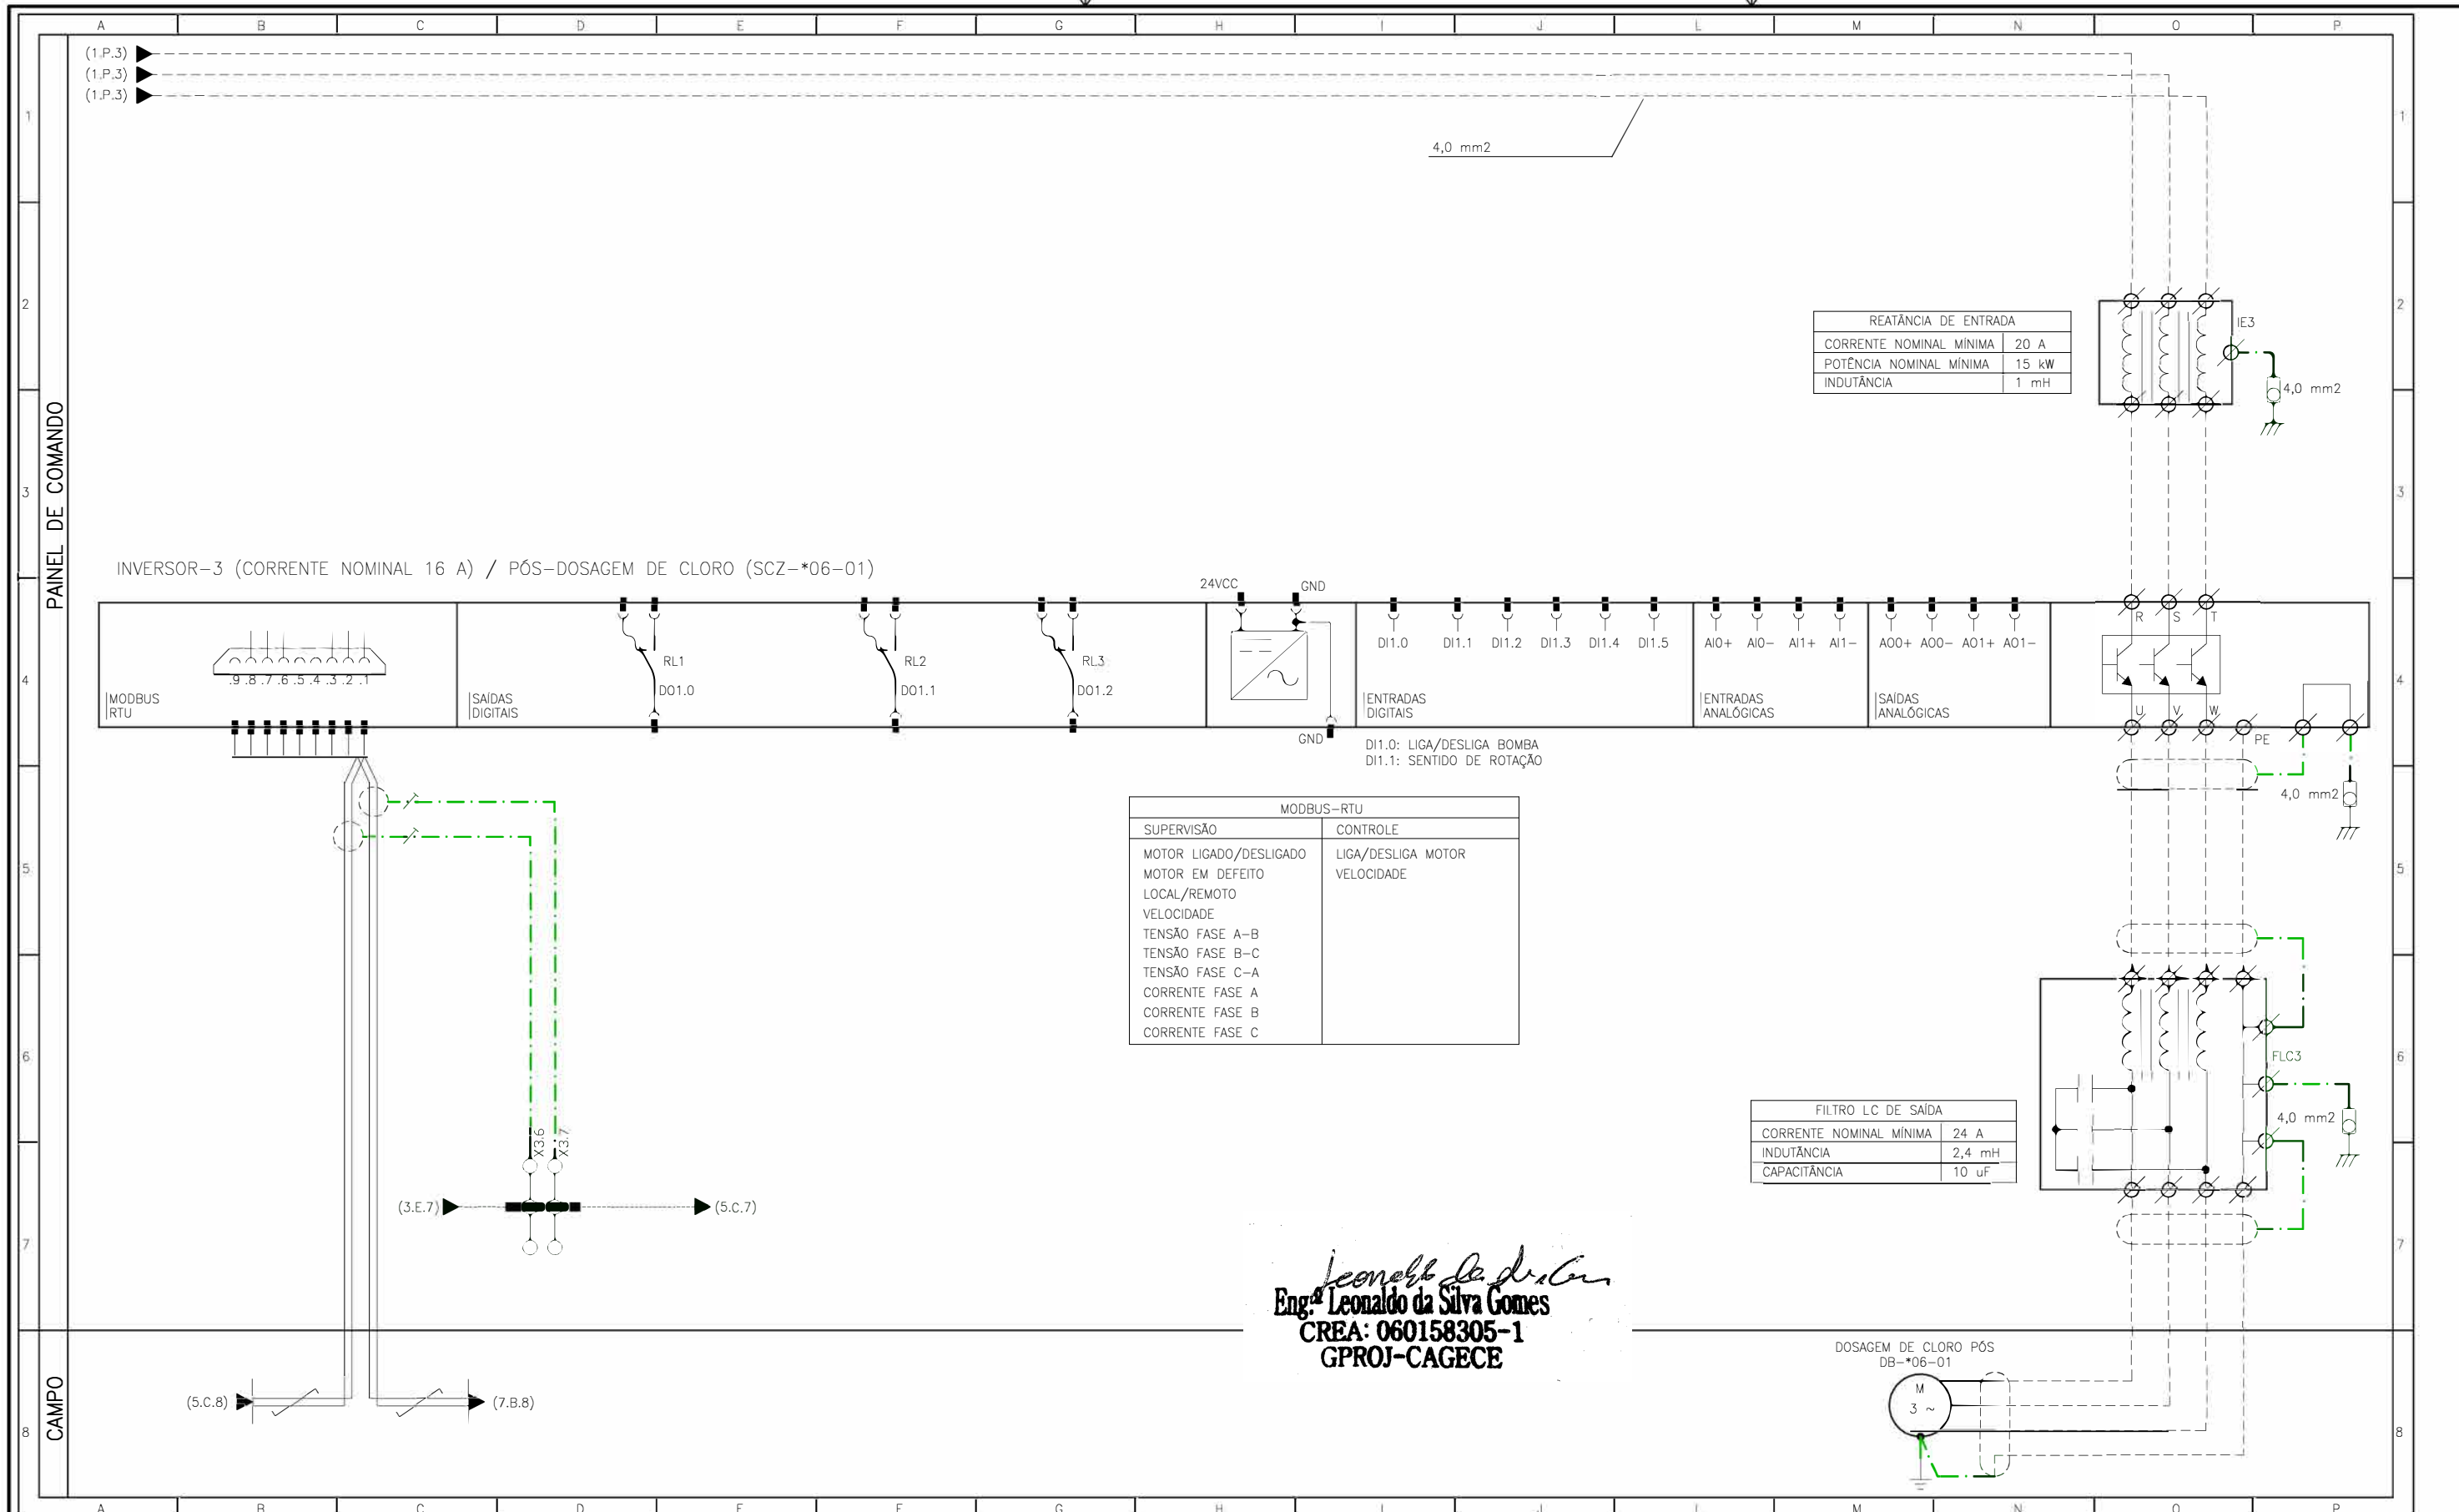 A B C D E F G H I J L M N O P
(1.P.3)
(1.P.3)
(1.P.3)
1 1
4,0 mm2
2 2
REATÂNCIA DE ENTRADA
CORRENTE NOMINAL MÍNIMA 20 A
POTÊNCIA NOMINAL MÍNIMA 15 kW
INDUTÂNCIA 1 mH
IE3
4,0 mm2
PAINEL DE COMANDO
3 3
INVERSOR-3 (CORRENTE NOMINAL 16 A) / PÓS-DOSAGEM DE CLORO (SCZ-*06-01)
24VCC GND
R S T
DI1.0 DI1.1 DI1.2 DI1.3 DI1.4 DI1.5 AI0+ AI0- AI1+ AI1- AO0+ AO0- AO1+ AO1-
RL1 RL2 RL3
.9 .8 .7 .6 .5 .4 .3 .2 .1
DO1.0 DO1.1 DO1.2
4 4
MODBUS
RTU
SAÍDAS
DIGITAIS
ENTRADAS
DIGITAIS
ENTRADAS
ANALÓGICAS
SAÍDAS
ANALÓGICAS
U V W
GND
PE
DI1.0: LIGA/DESLIGA BOMBA
DI1.1: SENTIDO DE ROTAÇÃO
4,0 mm2
MODBUS-RTU
SUPERVISÃO CONTROLE
MOTOR LIGADO/DESLIGADO LIGA/DESLIGA MOTOR
MOTOR EM DEFEITO VELOCIDADE
LOCAL/REMOTO
VELOCIDADE
TENSÃO FASE A-B
TENSÃO FASE B-C
TENSÃO FASE C-A
CORRENTE FASE A
CORRENTE FASE B
CORRENTE FASE C
5 5
6 6
FLC3
4,0 mm2
FILTRO LC DE SAÍDA
CORRENTE NOMINAL MÍNIMA 24 A
INDUTÂNCIA 2,4 mH
CAPACITÂNCIA 10 uF
X3.6 X3.7
(3.E.7) (5.C.7)
7 7
Eng.º Leonaldo da Silva Gomes
CREA: 060158305-1
GPROJ-CAGECE
CAMPO
DOSAGEM DE CLORO PÓS
DB-*06-01
M
3 ~
(5.C.8) (7.B.8)
8 8
A B C D E F G H I J L M N O P